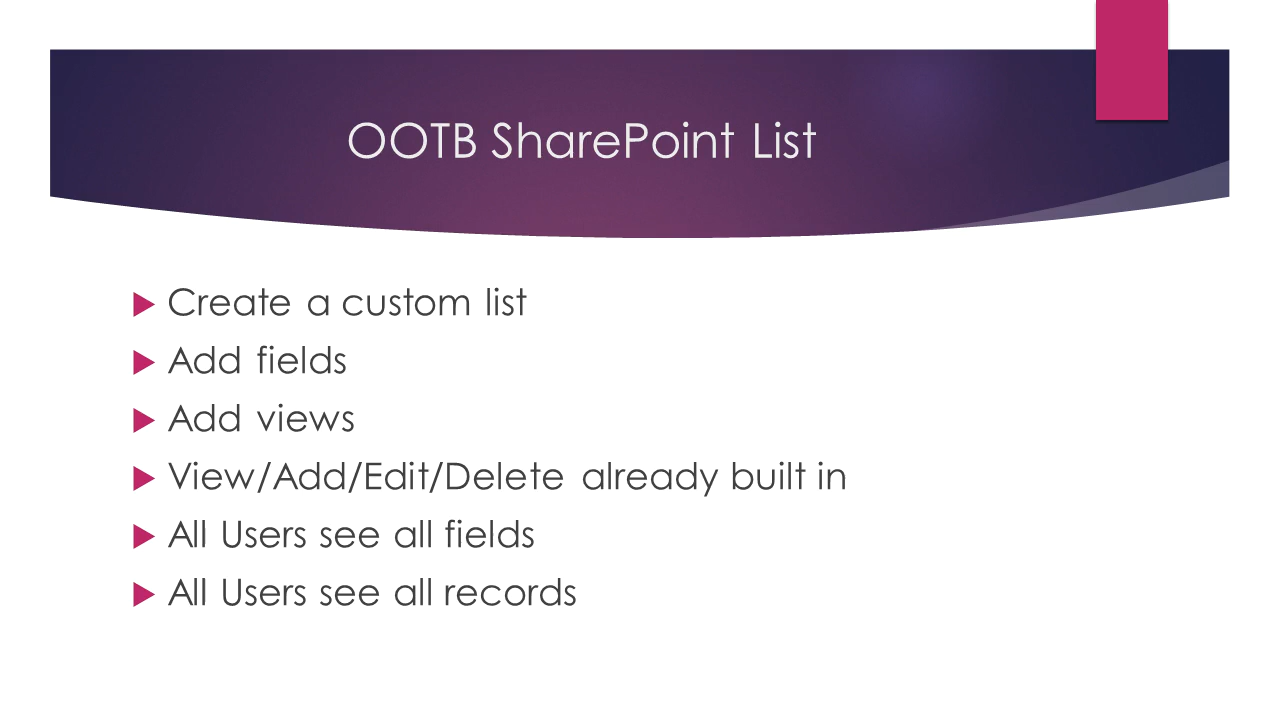 OOTB SharePoint List
Create a custom list
Add fields
Add views
View/Add/Edit/Delete already built in
All Users see all fields
All Users see all records